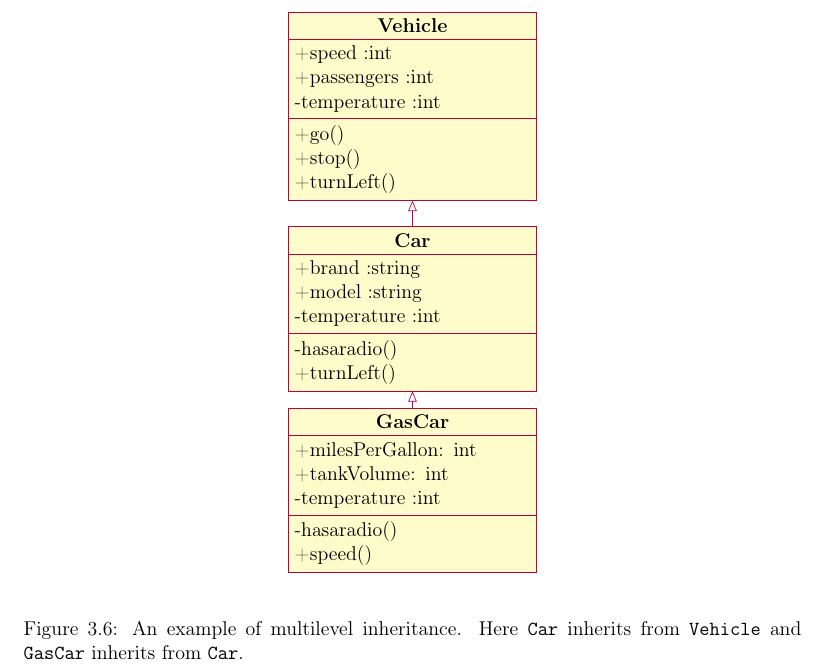 Vehicle
+speed :int
+passengers :int
-temperature :int
+go()
+stop()
+turnLeft()
Car
+brand :string
+model :string
-temperature :int
-hasaradio()
+turnLeft()
GasCar
+milesPerGallon: int
+tankVolume: int
-temperature :int
-hasaradio()
+speed()
Figure 3.6: An example of multilevel inheritance. Here Car inherits from Vehicle and
GasCar inherits from Car.